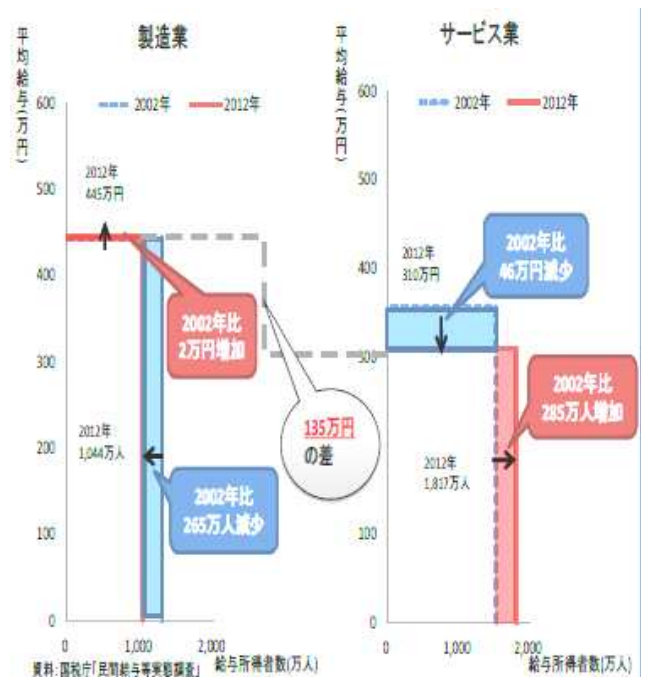 製造業
平均給与(万円)
600
2002年
2012年
2012年
445万円
500
400
300
200
100
0
2002年比
2万円増加
2012年
1,044万人
2002年比
265万人減少
0
1,000
2,000
給与所得者数(万人)
資料:国税庁「民間給与等実態調査」
135万円
の差
サービス業
平均給与(万円)
600
2002年
2012年
500
400
300
200
100
0
2012年
310万円
2002年比
46万円減少
2002年比
285万人増加
2012年
1,817万人
0
1,000
2,000
給与所得者数(万人)